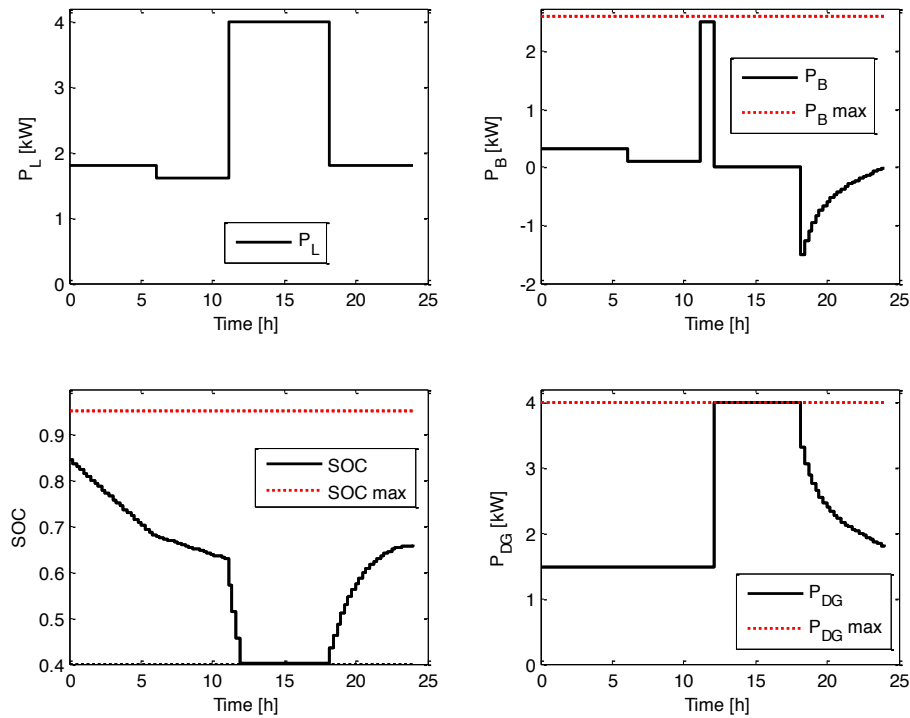 4
3
2
1
0
P_L [kW]
P_L
0 5 10 15 20 25
Time [h]
2
1
0
-1
-2
P_B [kW]
P_B
P_B max
0 5 10 15 20 25
Time [h]
0.9
0.8
0.7
0.6
0.5
0.4
SOC
SOC
SOC max
0 5 10 15 20 25
Time [h]
4
3
2
1
0
P_DG [kW]
P_DG
P_DG max
0 5 10 15 20 25
Time [h]